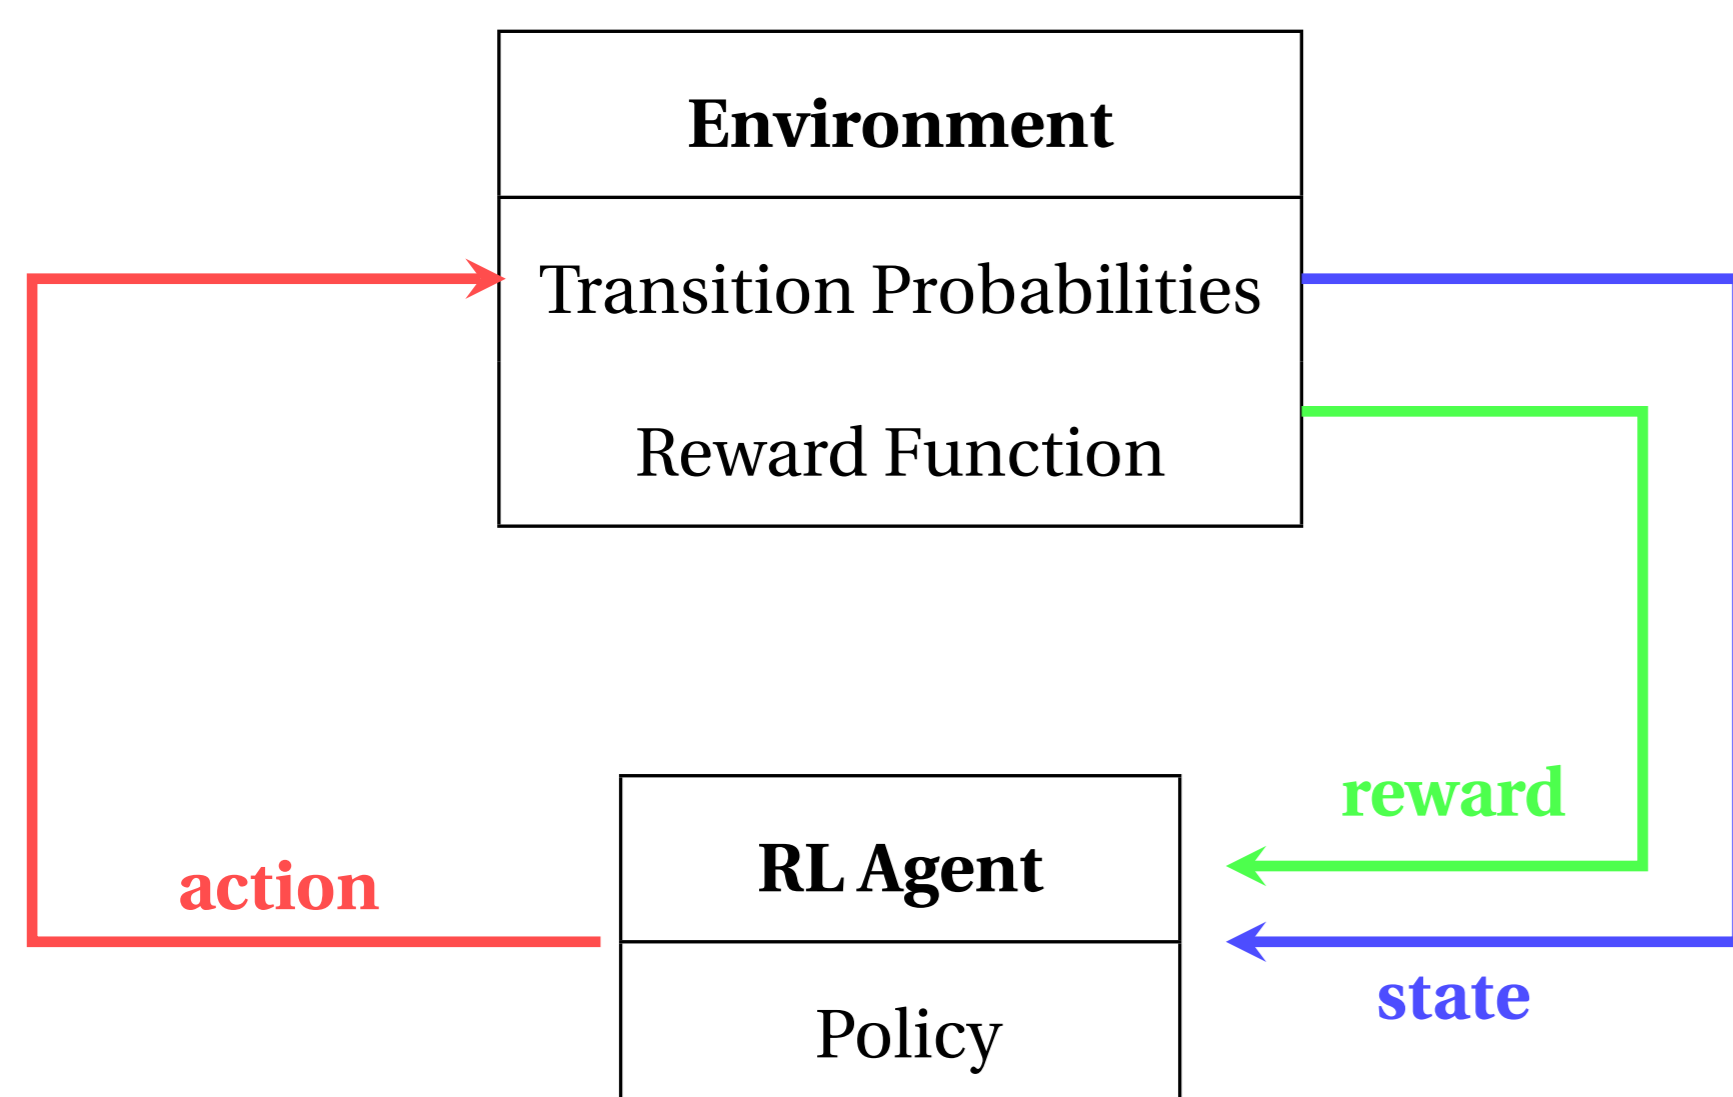 Environment
Transition Probabilities
Reward Function
reward
RL Agent
action
state
Policy